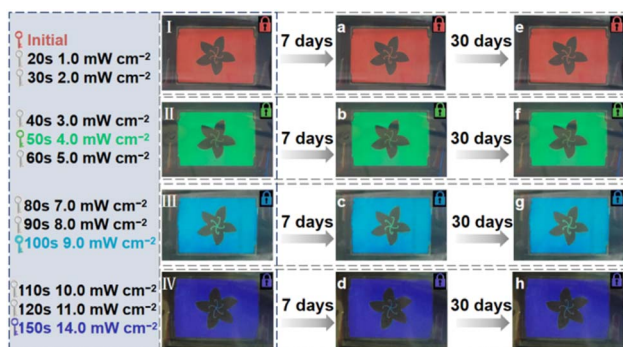 Initial
20s 1.0 mW cm⁻²
30s 2.0 mW cm⁻²
I
7 days
a
30 days
e
40s 3.0 mW cm⁻²
50s 4.0 mW cm⁻²
60s 5.0 mW cm⁻²
II
7 days
b
30 days
f
80s 7.0 mW cm⁻²
90s 8.0 mW cm⁻²
100s 9.0 mW cm⁻²
III
7 days
c
30 days
g
110s 10.0 mW cm⁻²
120s 11.0 mW cm⁻²
150s 14.0 mW cm⁻²
IV
7 days
d
30 days
h